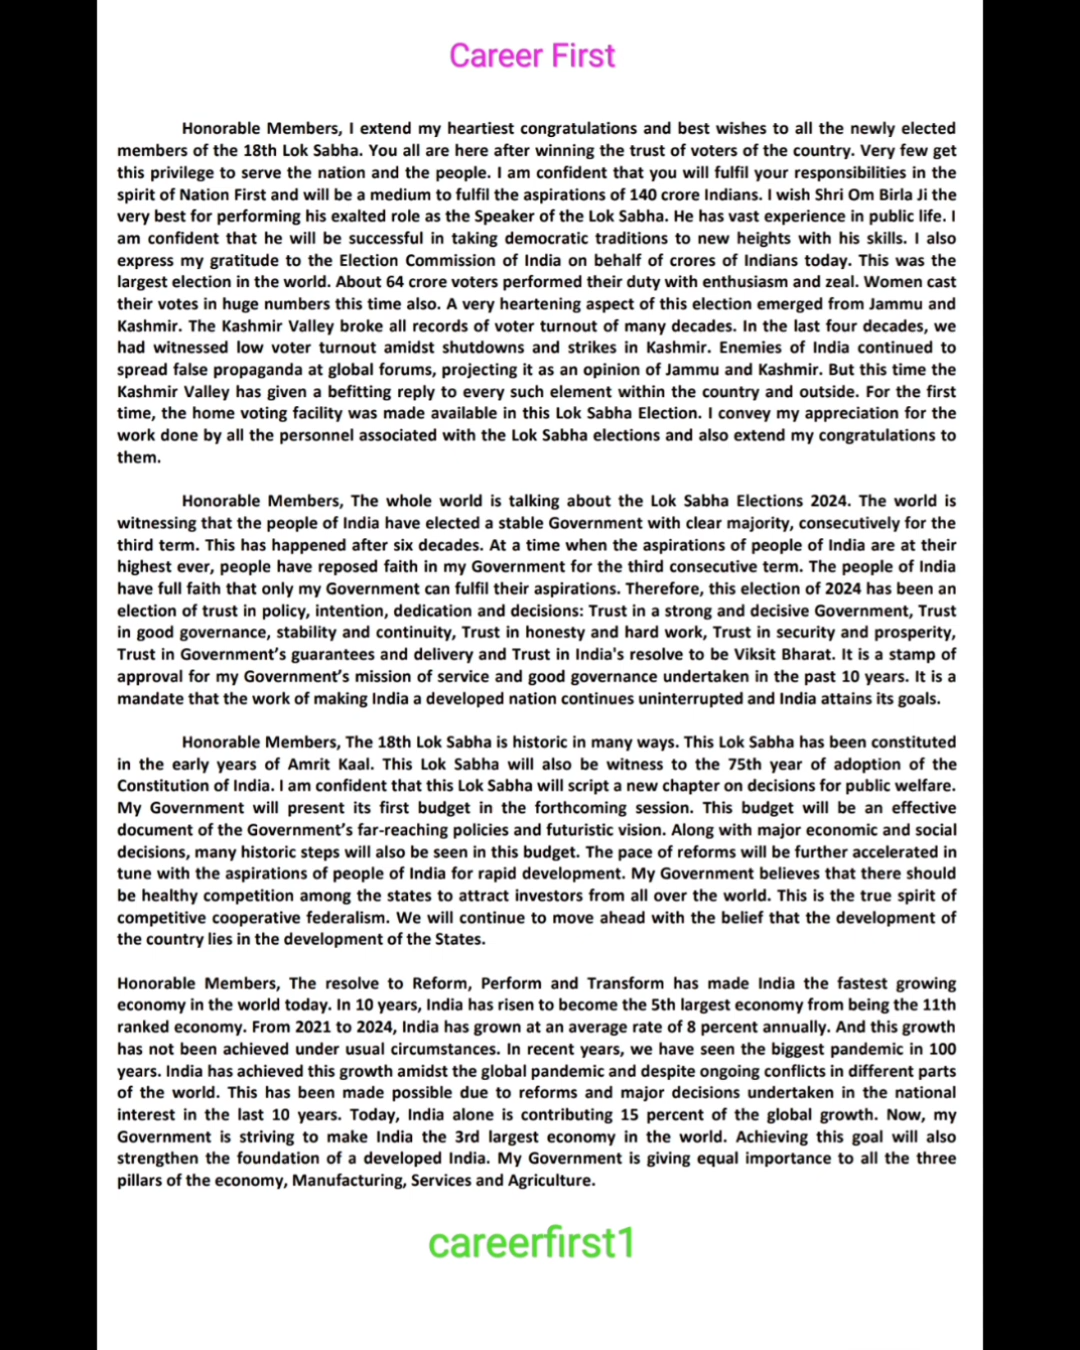 Career First
Honorable Members, I extend my heartiest congratulations and best wishes to all the newly elected
members of the 18th Lok Sabha. You all are here after winning the trust of voters of the country. Very few get
this privilege to serve the nation and the people. I am confident that you will fulfil your responsibilities in the
spirit of Nation First and will be a medium to fulfil the aspirations of 140 crore Indians. I wish Shri Om Birla Ji the
very best for performing his exalted role as the Speaker of the Lok Sabha. He has vast experience in public life. I
am confident that he will be successful in taking democratic traditions to new heights with his skills. I also
express my gratitude to the Election Commission of India on behalf of crores of Indians today. This was the
largest election in the world. About 64 crore voters performed their duty with enthusiasm and zeal. Women cast
their votes in huge numbers this time also. A very heartening aspect of this election emerged from Jammu and
Kashmir. The Kashmir Valley broke all records of voter turnout of many decades. In the last four decades, we
had witnessed low voter turnout amidst shutdowns and strikes in Kashmir. Enemies of India continued to
spread false propaganda at global forums, projecting it as an opinion of Jammu and Kashmir. But this time the
Kashmir Valley has given a befitting reply to every such element within the country and outside. For the first
time, the home voting facility was made available in this Lok Sabha Election. I convey my appreciation for the
work done by all the personnel associated with the Lok Sabha elections and also extend my congratulations to
them.
Honorable Members, The whole world is talking about the Lok Sabha Elections 2024. The world is
witnessing that the people of India have elected a stable Government with clear majority, consecutively for the
third term. This has happened after six decades. At a time when the aspirations of people of India are at their
highest ever, people have reposed faith in my Government for the third consecutive term. The people of India
have full faith that only my Government can fulfil their aspirations. Therefore, this election of 2024 has been an
election of trust in policy, intention, dedication and decisions: Trust in a strong and decisive Government, Trust
in good governance, stability and continuity, Trust in honesty and hard work, Trust in security and prosperity,
Trust in Government's guarantees and delivery and Trust in India's resolve to be Viksit Bharat. It is a stamp of
approval for my Government's mission of service and good governance undertaken in the past 10 years. It is a
mandate that the work of making India a developed nation continues uninterrupted and India attains its goals.
Honorable Members, The 18th Lok Sabha is historic in many ways. This Lok Sabha has been constituted
in the early years of Amrit Kaal. This Lok Sabha will also be witness to the 75th year of adoption of the
Constitution of India. I am confident that this Lok Sabha will script a new chapter on decisions for public welfare.
My Government will present its first budget in the forthcoming session. This budget will be an effective
document of the Government's far-reaching policies and futuristic vision. Along with major economic and social
decisions, many historic steps will also be seen in this budget. The pace of reforms will be further accelerated in
tune with the aspirations of people of India for rapid development. My Government believes that there should
be healthy competition among the states to attract investors from all over the world. This is the true spirit of
competitive cooperative federalism. We will continue to move ahead with the belief that the development of
the country lies in the development of the States.
Honorable Members, The resolve to Reform, Perform and Transform has made India the fastest growing
economy in the world today. In 10 years, India has risen to become the 5th largest economy from being the 11th
ranked economy. From 2021 to 2024, India has grown at an average rate of 8 percent annually. And this growth
has not been achieved under usual circumstances. In recent years, we have seen the biggest pandemic in 100
years. India has achieved this growth amidst the global pandemic and despite ongoing conflicts in different parts
of the world. This has been made possible due to reforms and major decisions undertaken in the national
interest in the last 10 years. Today, India alone is contributing 15 percent of the global growth. Now, my
Government is striving to make India the 3rd largest economy in the world. Achieving this goal will also
strengthen the foundation of a developed India. My Government is giving equal importance to all the three
pillars of the economy, Manufacturing, Services and Agriculture.
careerfirst1